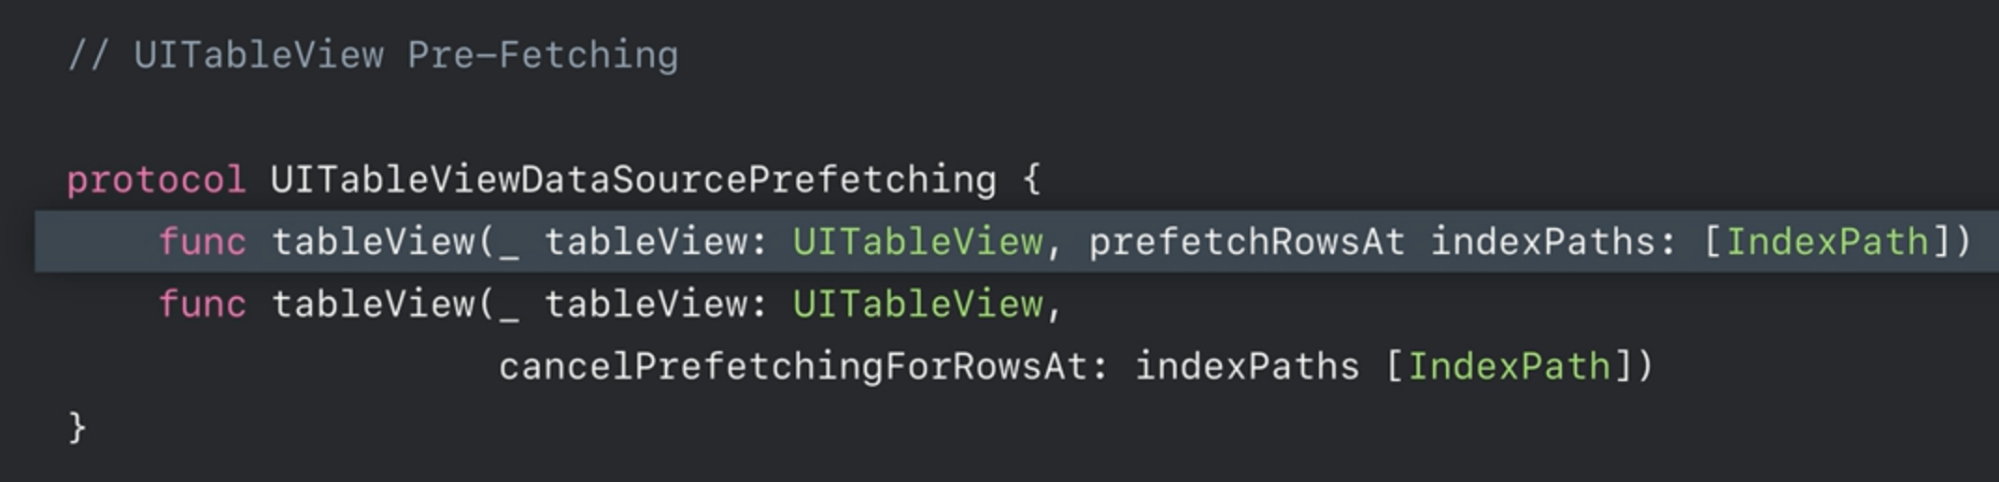 // UITableView Pre-Fetching
protocol UITableViewDataSourcePrefetching {
func tableView(_ tableView: UITableView, prefetchRowsAt indexPaths: [IndexPath])
func tableView(_ tableView: UITableView,
cancelPrefetchingForRowsAt: indexPaths [IndexPath])
}